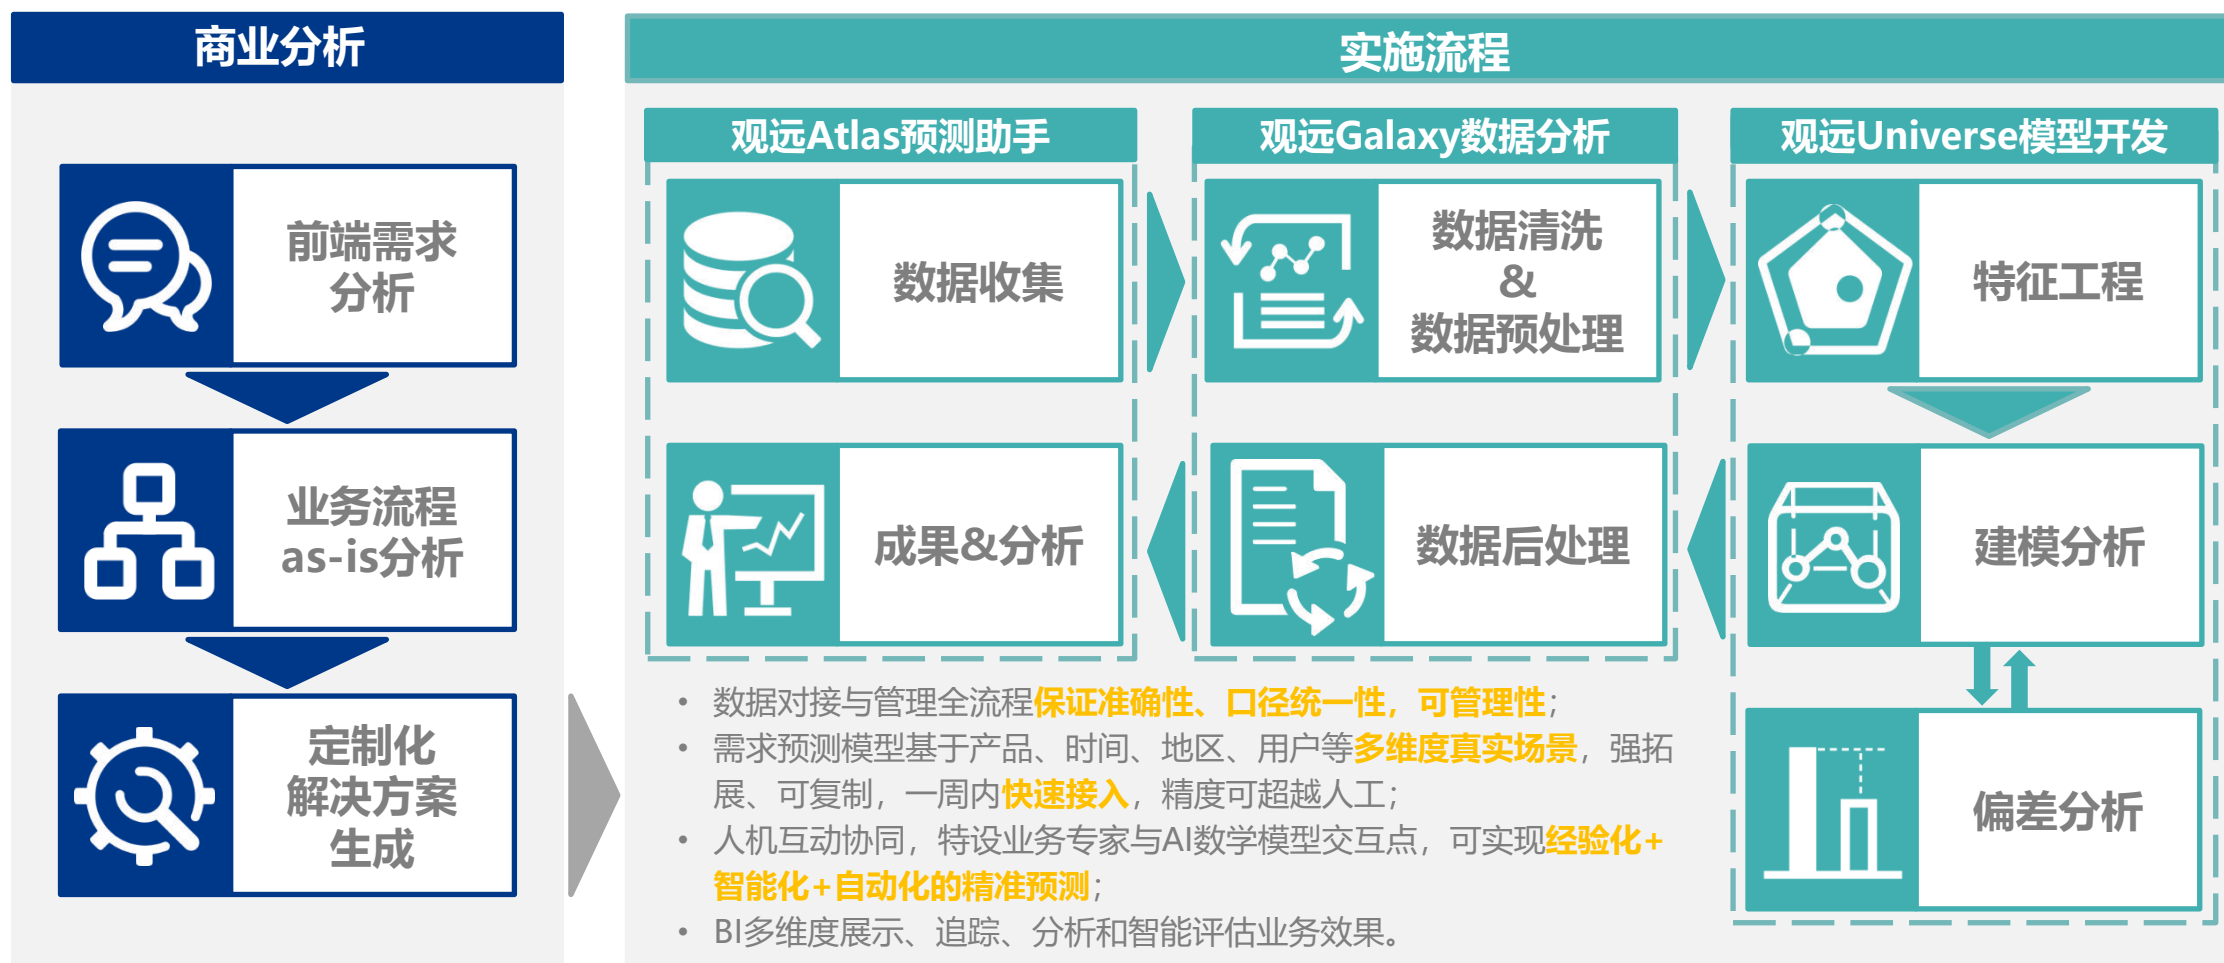 商业分析
前端需求
分析
业务流程
as-is分析
定制化
解决方案
生成
实施流程
观远Atlas预测助手
观远Galaxy数据分析
观远Universe模型开发
数据收集
数据清洗
&
数据预处理
特征工程
成果&分析
数据后处理
建模分析
偏差分析
• 数据对接与管理全流程保证准确性、口径统一性，可管理性；
• 需求预测模型基于产品、时间、地区、用户等多维度真实场景，强拓
展、可复制，一周内快速接入，精度可超越人工；
• 人机互动协同，特设业务专家与AI数学模型交互点，可实现经验化+
智能化+自动化的精准预测；
• BI多维度展示、追踪、分析和智能评估业务效果。